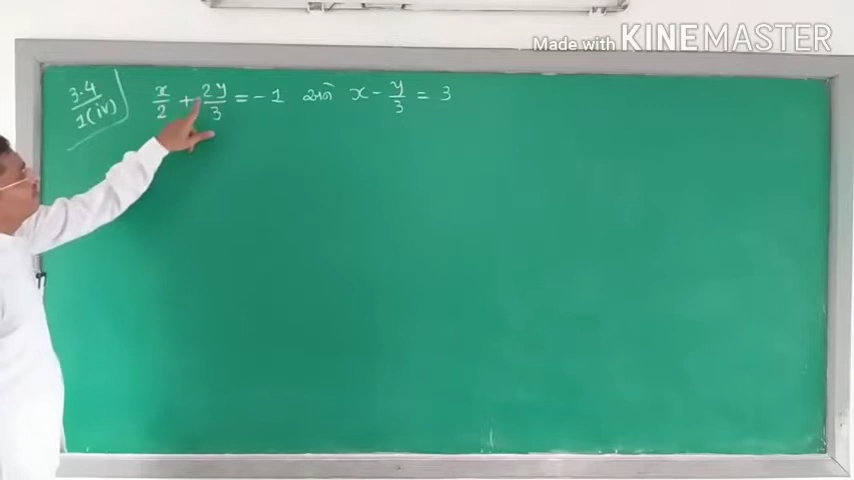 Made with KINEMASTER
3.4
1(iv)
x/2 + 2y/3 = -1 અને x - y/3 = 3